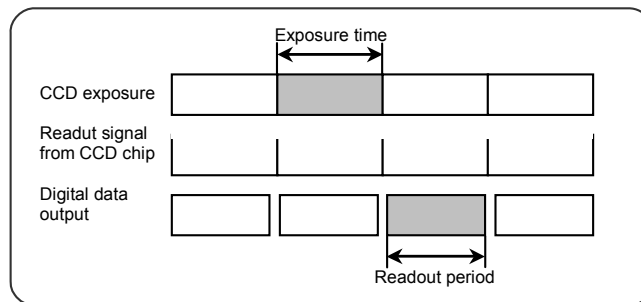 Exposure time
CCD exposure
Readut signal
from CCD chip
Digital data
output
Readout period